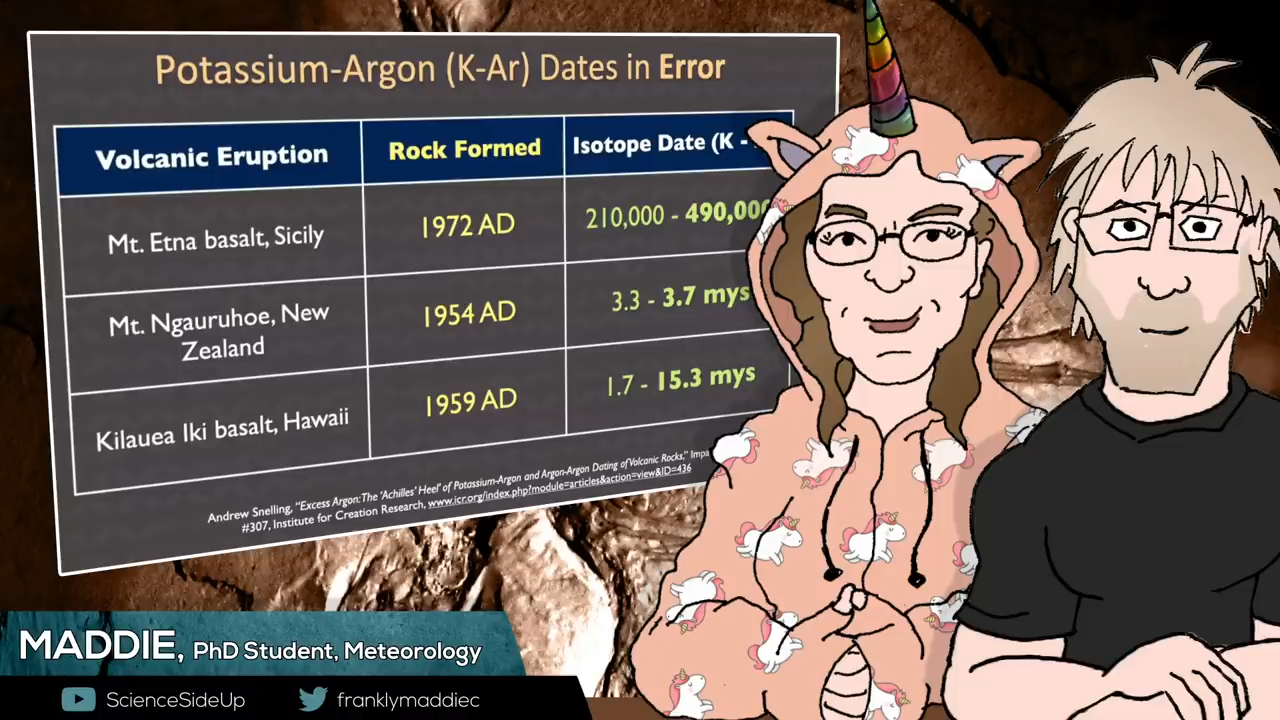 Potassium-Argon (K-Ar) Dates in Error
Volcanic Eruption
Rock Formed
Isotope Date (K -
Mt. Etna basalt, Sicily
1972 AD
210,000 - 490,000
Mt. Ngauruhoe, New
Zealand
1954 AD
3.3 - 3.7 mys
Kilauea Iki basalt, Hawaii
1959 AD
1.7 - 15.3 mys
Andrew Snelling, "Excess Argon: The 'Achilles' Heel' of Potassium-Argon and Argon-Argon Dating of Volcanic Rocks,"
#307, Institute for Creation Research, www.icr.org/index.php?module=articles&action=view&ID=436
MADDIE, PhD Student, Meteorology
ScienceSideUp
franklymaddiec